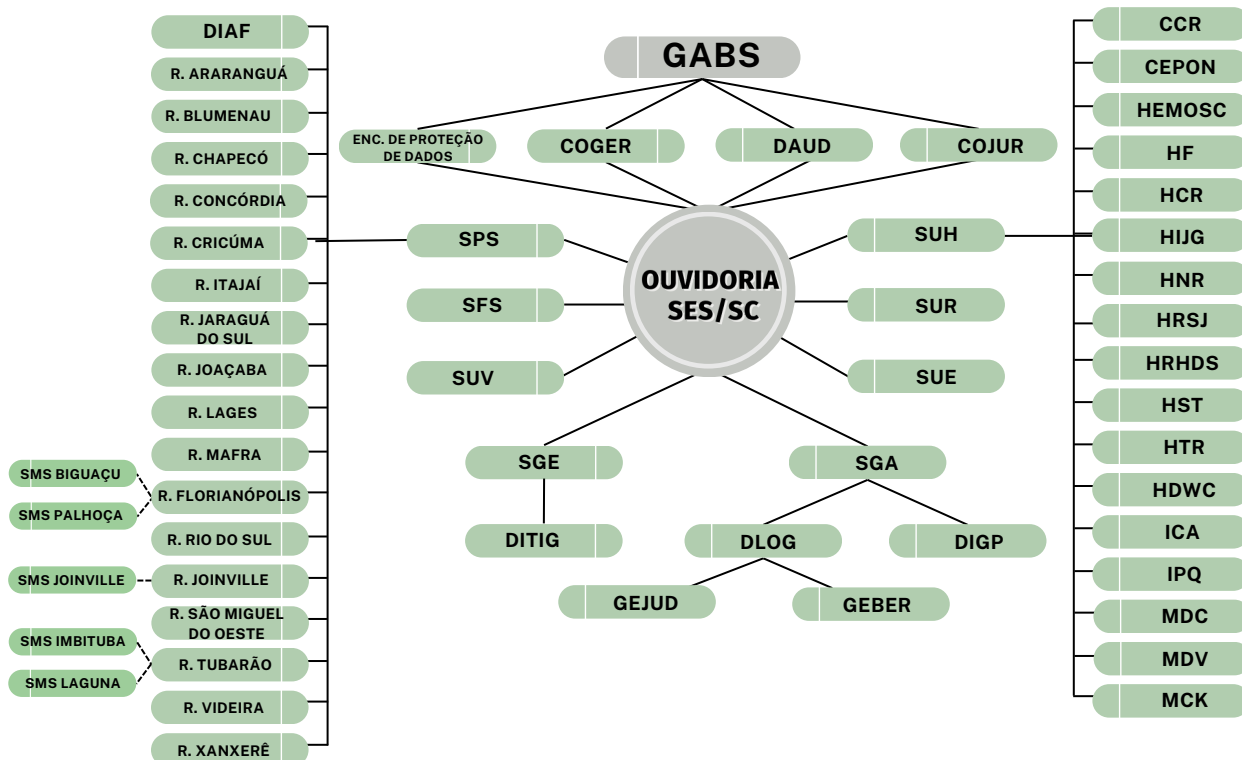 DIAF
R. ARARANGUÁ
R. BLUMENAU
R. CHAPECÓ
R. CONCÓRDIA
R. CRICÚMA
R. ITAJAÍ
R. JARAGUÁ
DO SUL
R. JOAÇABA
R. LAGES
R. MAFRA
R. FLORIANÓPOLIS
R. RIO DO SUL
R. JOINVILLE
R. SÃO MIGUEL
DO OESTE
R. TUBARÃO
R. VIDEIRA
R. XANXERÊ
SMS BIGUAÇU
SMS PALHOÇA
SMS JOINVILLE
SMS IMBITUBA
SMS LAGUNA
GABS
ENC. DE PROTEÇÃO
DE DADOS
COGER
DAUD
COJUR
SPS
SFS
SUV
OUVIDORIA
SES/SC
SUH
SUR
SUE
SGE
SGA
DITIG
DLOG
DIGP
GEJUD
GEBER
CCR
CEPON
HEMOSC
HF
HCR
HIJG
HNR
HRSJ
HRHDS
HST
HTR
HDWC
ICA
IPQ
MDC
MDV
MCK